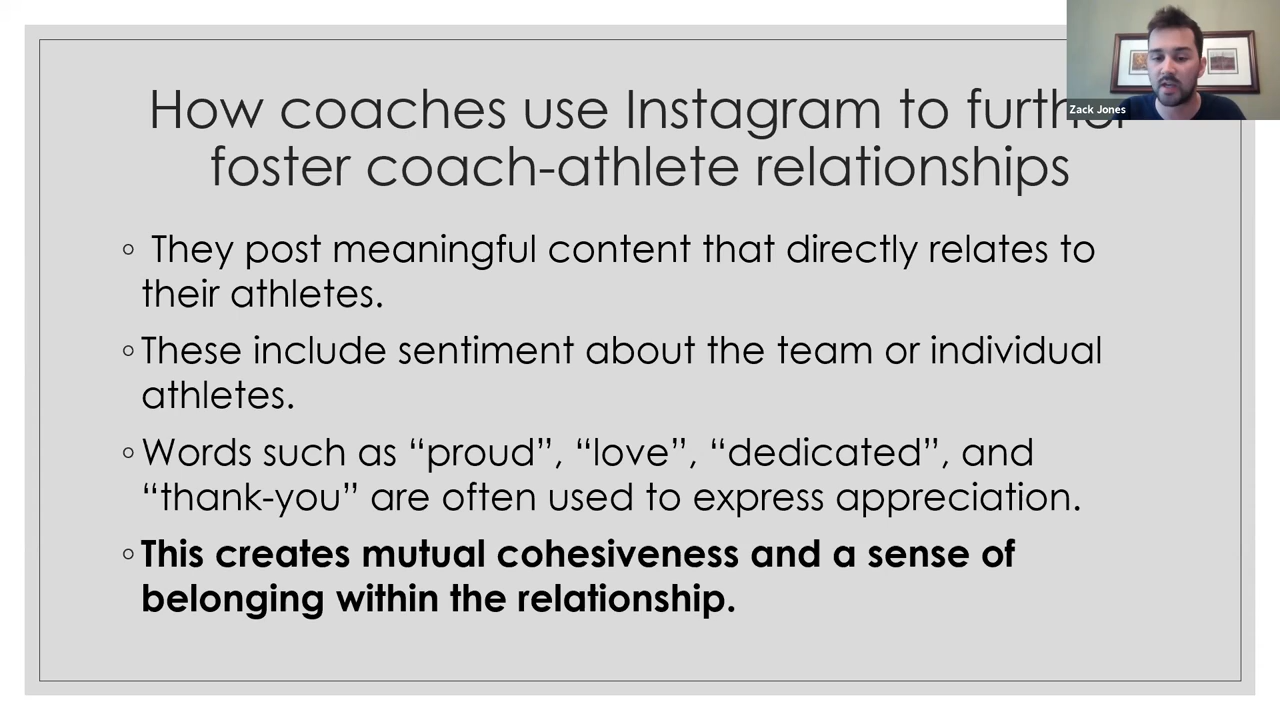 How coaches use Instagram to further
foster coach-athlete relationships
◦ They post meaningful content that directly relates to
their athletes.
◦ These include sentiment about the team or individual
athletes.
◦ Words such as “proud”, “love”, “dedicated”, and
“thank-you” are often used to express appreciation.
◦ This creates mutual cohesiveness and a sense of
belonging within the relationship.
Zack Jones